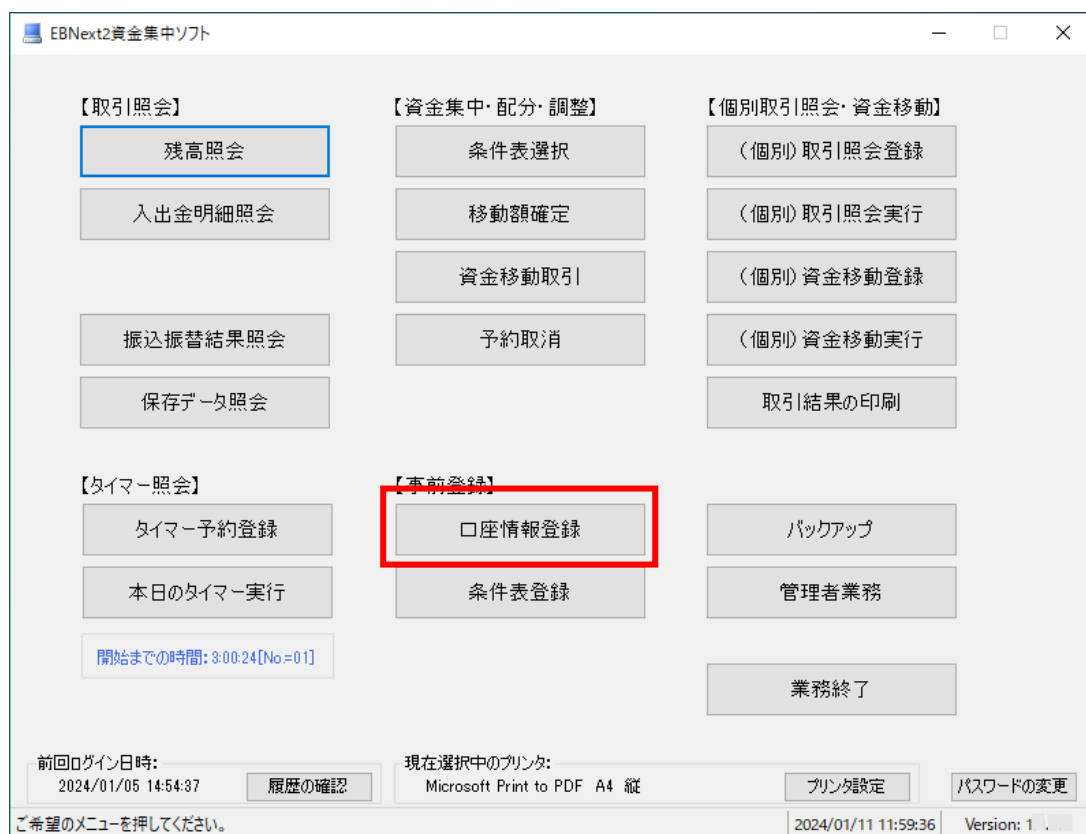 EBNext2資金集中ソフト
【取引照会】
残高照会
入出金明細照会
振込振替結果照会
保存データ照会
【資金集中・配分・調整】
条件表選択
移動額確定
資金移動取引
予約取消
【個別取引照会・資金移動】
(個別)取引照会登録
(個別)取引照会実行
(個別)資金移動登録
(個別)資金移動実行
取引結果の印刷
【タイマー照会】
タイマー予約登録
本日のタイマー実行
開始までの時間:3:00:24[No.=01]
【事前登録】
口座情報登録
条件表登録
バックアップ
管理者業務
業務終了
前回ログイン日時:
2024/01/05 14:54:37 履歴の確認
現在選択中のプリンタ:
Microsoft Print to PDF A4 縦 プリンタ設定
パスワードの変更
ご希望のメニューを押してください。 2024/01/11 11:59:36 Version: 1